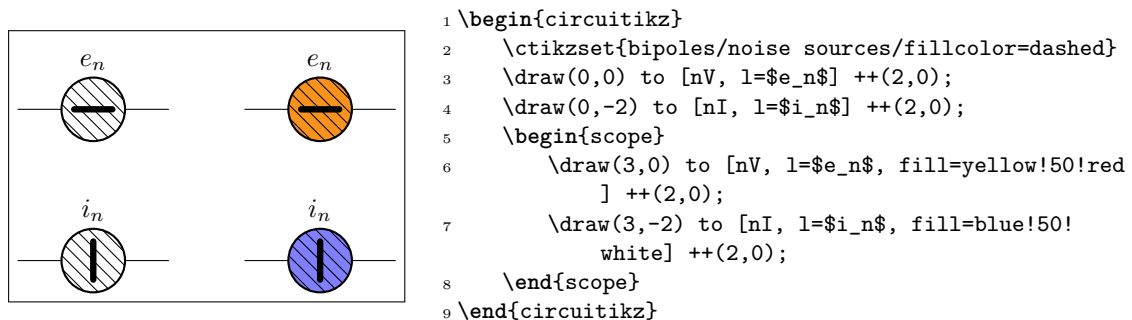 e_n e_n
i_n i_n
1 \begin{circuitikz}
2 \ctikzset{bipoles/noise sources/fillcolor=dashed}
3 \draw(0,0) to [nV, l=$e_n$] ++(2,0);
4 \draw(0,-2) to [nI, l=$i_n$] ++(2,0);
5 \begin{scope}
6 \draw(3,0) to [nV, l=$e_n$, fill=yellow!50!red
] ++(2,0);
7 \draw(3,-2) to [nI, l=$i_n$, fill=blue!50!
white] ++(2,0);
8 \end{scope}
9 \end{circuitikz}